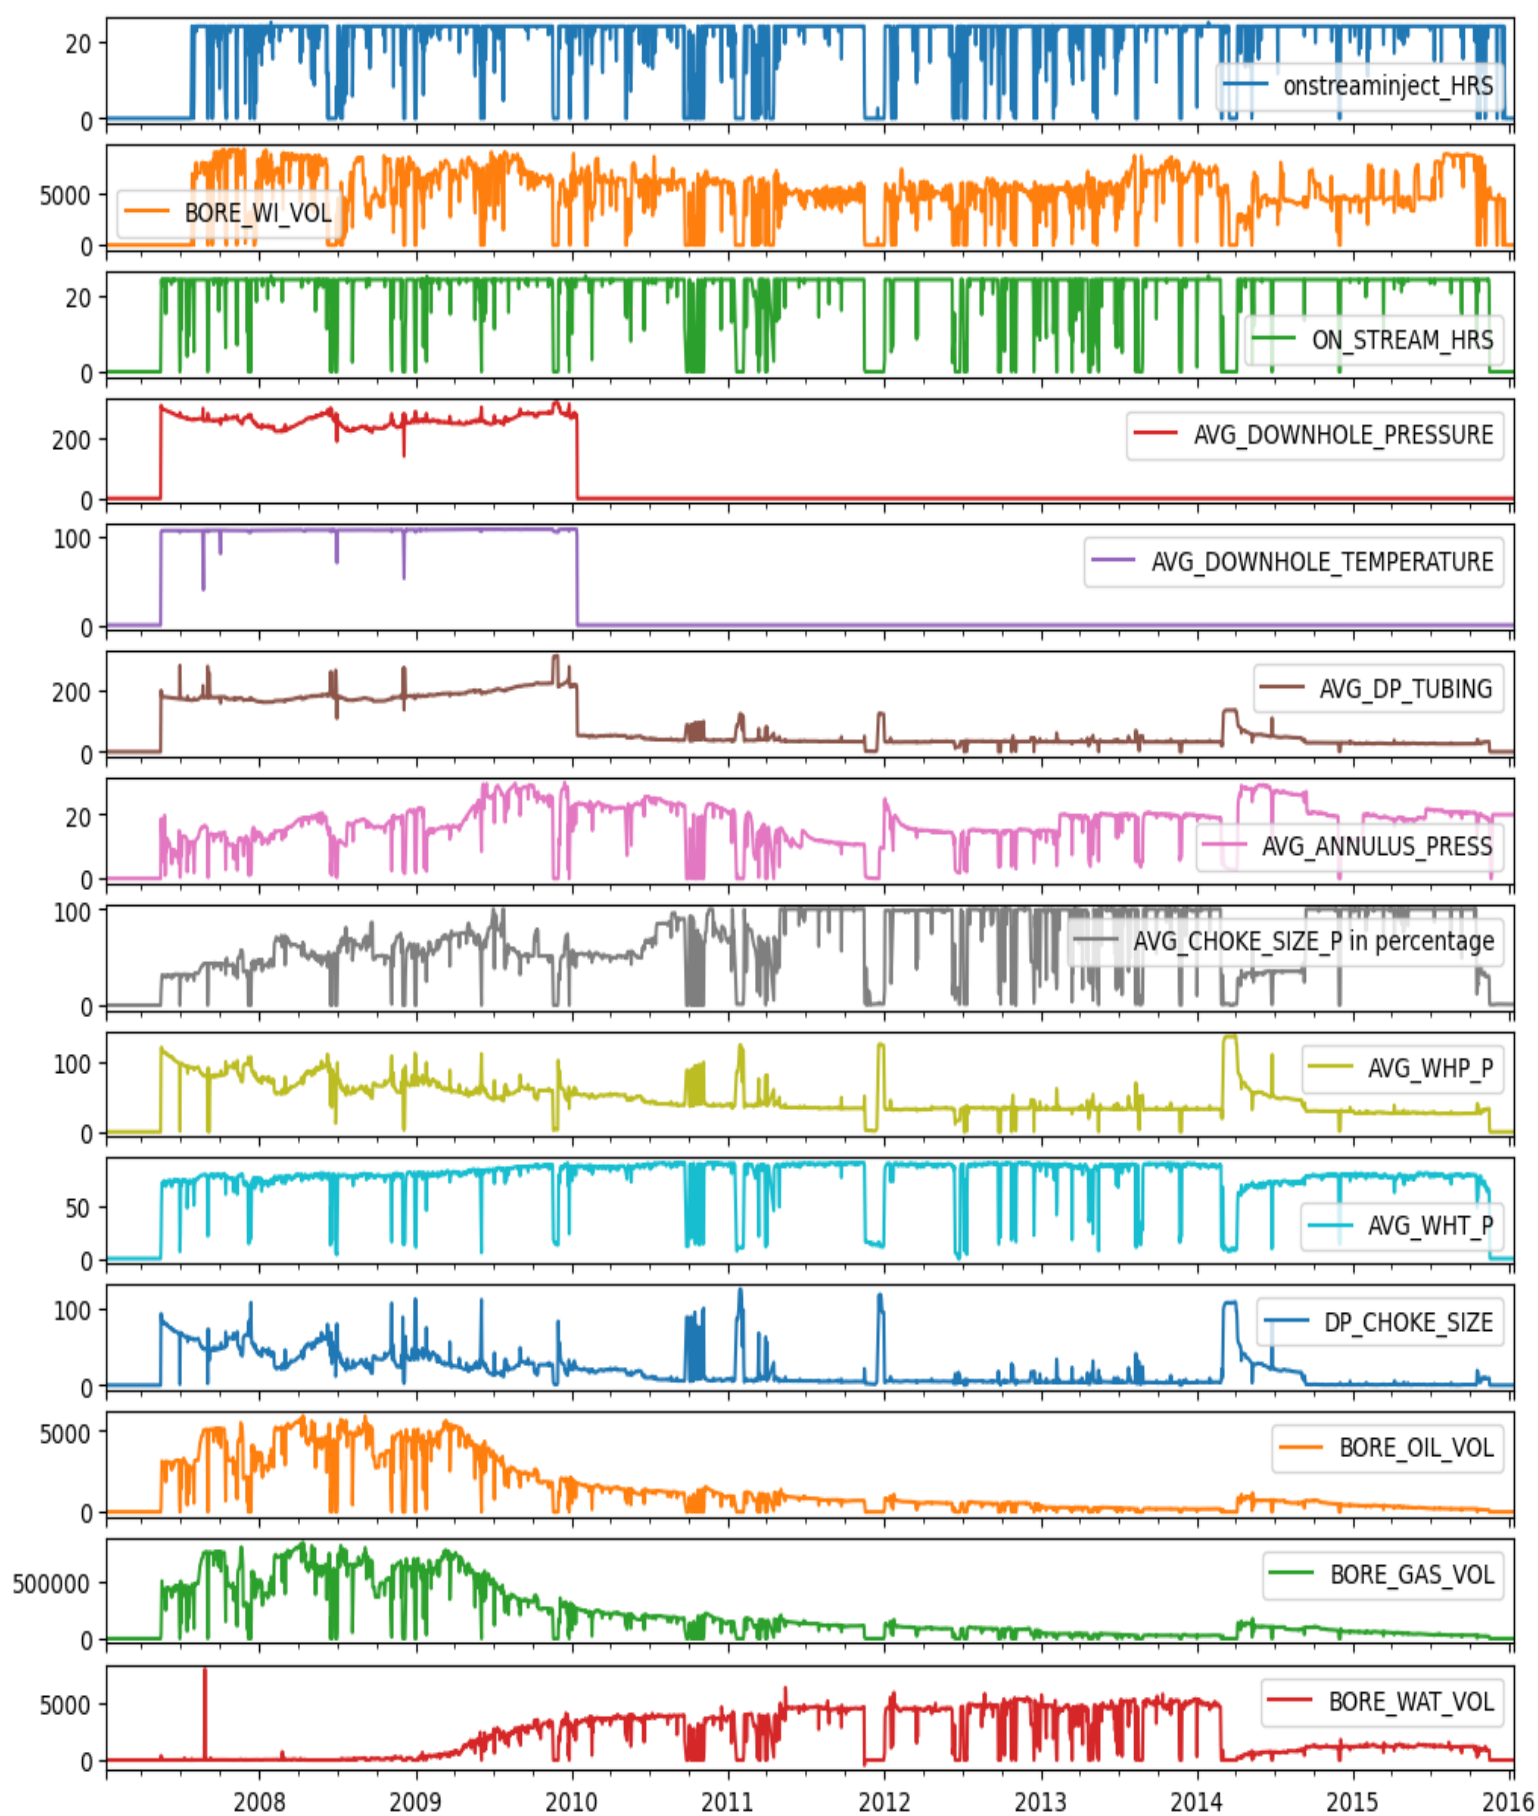 20
0
onstreaminject_HRS
5000
0
BORE_WI_VOL
20
0
ON_STREAM_HRS
200
0
AVG_DOWNHOLE_PRESSURE
100
0
AVG_DOWNHOLE_TEMPERATURE
200
0
AVG_DP_TUBING
20
0
AVG_ANNULUS_PRESS
100
0
AVG_CHOKE_SIZE_P in percentage
100
0
AVG_WHP_P
50
0
AVG_WHT_P
100
0
DP_CHOKE_SIZE
5000
0
BORE_OIL_VOL
500000
0
BORE_GAS_VOL
5000
0
BORE_WAT_VOL
2008 2009 2010 2011 2012 2013 2014 2015 2016